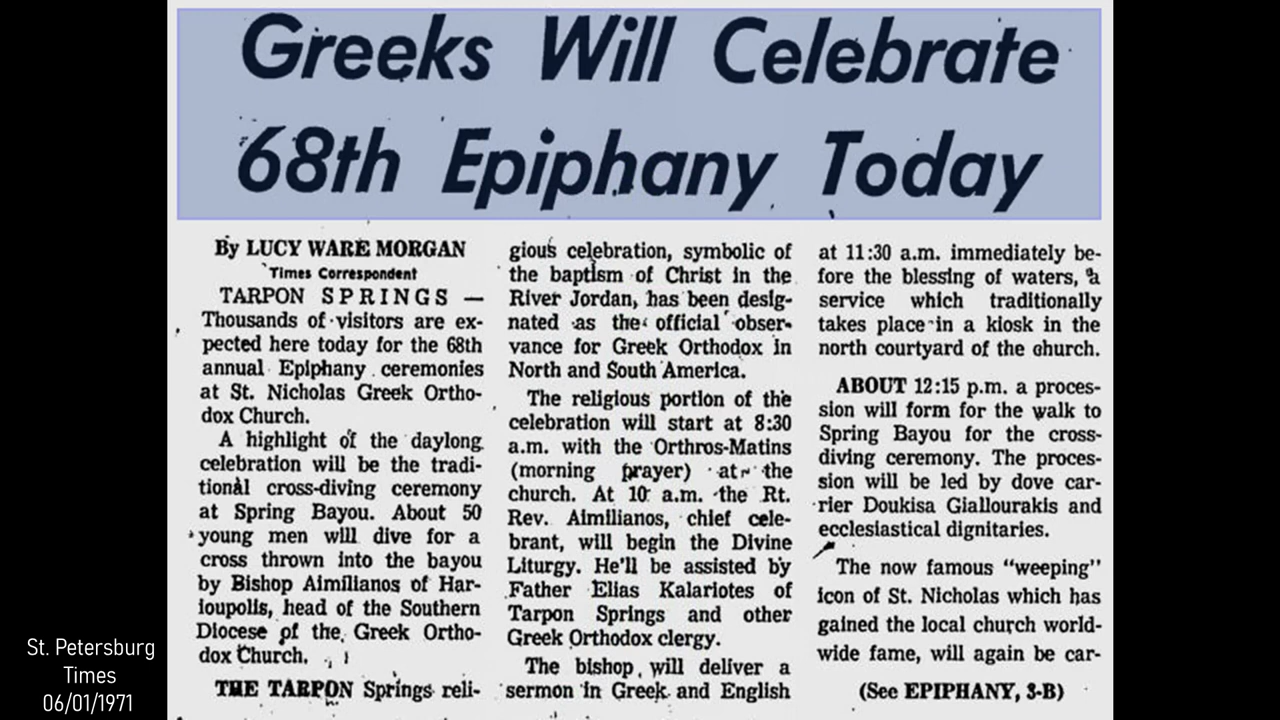 Greeks Will Celebrate
68th Epiphany Today
By LUCY WARE MORGAN
Times Correspondent
TARPON SPRINGS —
Thousands of visitors are ex-
pected here today for the 68th
annual Epiphany ceremonies
at St. Nicholas Greek Ortho-
dox Church.
A highlight of the daylong
celebration will be the tradi-
tional cross-diving ceremony
at Spring Bayou. About 50
young men will dive for a
cross thrown into the bayou
by Bishop Aimilianos of Har-
ioupolis, head of the Southern
Diocese of the Greek Ortho-
dox Church.
THE TARPON Springs reli-
gious celebration, symbolic of
the baptism of Christ in the
River Jordan, has been desig-
nated as the official obser-
vance for Greek Orthodox in
North and South America.
The religious portion of the
celebration will start at 8:30
a.m. with the Orthros-Matins
(morning prayer) at the
church. At 10 a.m. the Rt.
Rev. Aimilianos, chief cele-
brant, will begin the Divine
Liturgy. He'll be assisted by
Father Elias Kalariotes of
Tarpon Springs and other
Greek Orthodox clergy.
The bishop will deliver a
sermon in Greek and English
at 11:30 a.m. immediately be-
fore the blessing of waters, a
service which traditionally
takes place in a kiosk in the
north courtyard of the church.
ABOUT 12:15 p.m. a proces-
sion will form for the walk to
Spring Bayou for the cross-
diving ceremony. The proces-
sion will be led by dove car-
rier Doukisa Giallourakis and
ecclesiastical dignitaries.
The now famous "weeping"
icon of St. Nicholas which has
gained the local church world-
wide fame, will again be car-
(See EPIPHANY, 3-B)
St. Petersburg
Times
06/01/1971